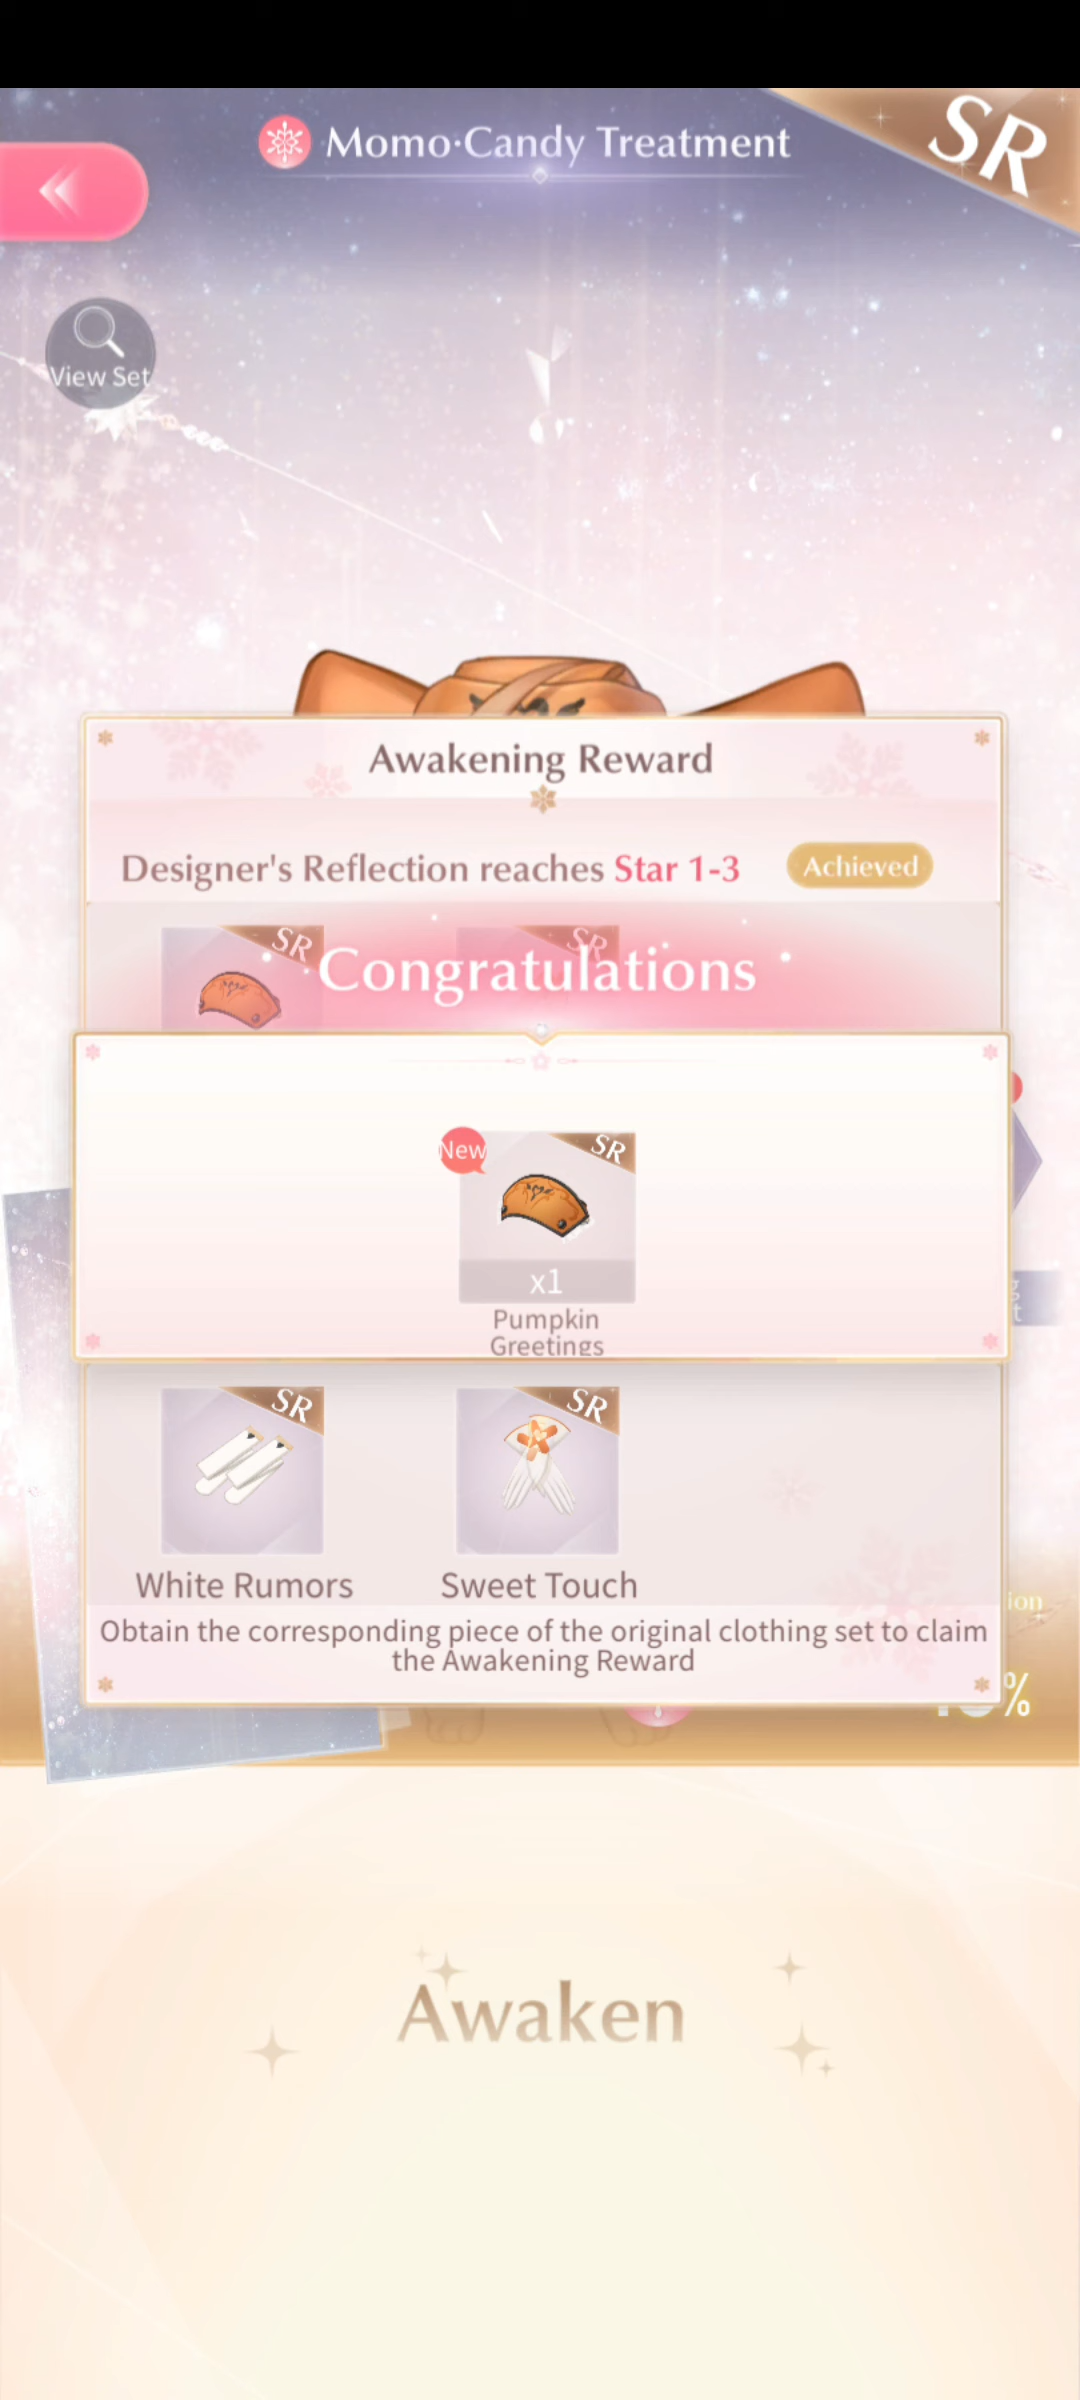 Momo·Candy Treatment
SR
View Set
Awakening Reward
Designer's Reflection reaches Star 1-3
Achieved
SR
SR
Congratulations
New
SR
x1
Pumpkin
Greetings
SR
SR
White Rumors
Sweet Touch
Obtain the corresponding piece of the original clothing set to claim
the Awakening Reward
%
Awaken